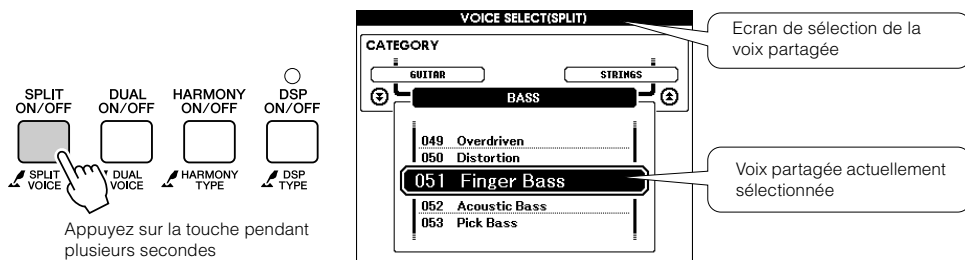 SPLIT
ON/OFF
DUAL
ON/OFF
HARMONY
ON/OFF
DSP
ON/OFF
SPLIT
VOICE
DUAL
VOICE
HARMONY
TYPE
DSP
TYPE
Appuyez sur la touche pendant
plusieurs secondes
VOICE SELECT(SPLIT)
CATEGORY
GUITAR
STRINGS
BASS
049 Overdriven
050 Distortion
051 Finger Bass
052 Acoustic Bass
053 Pick Bass
Ecran de sélection de la
voix partagée
Voix partagée actuellement
sélectionnée